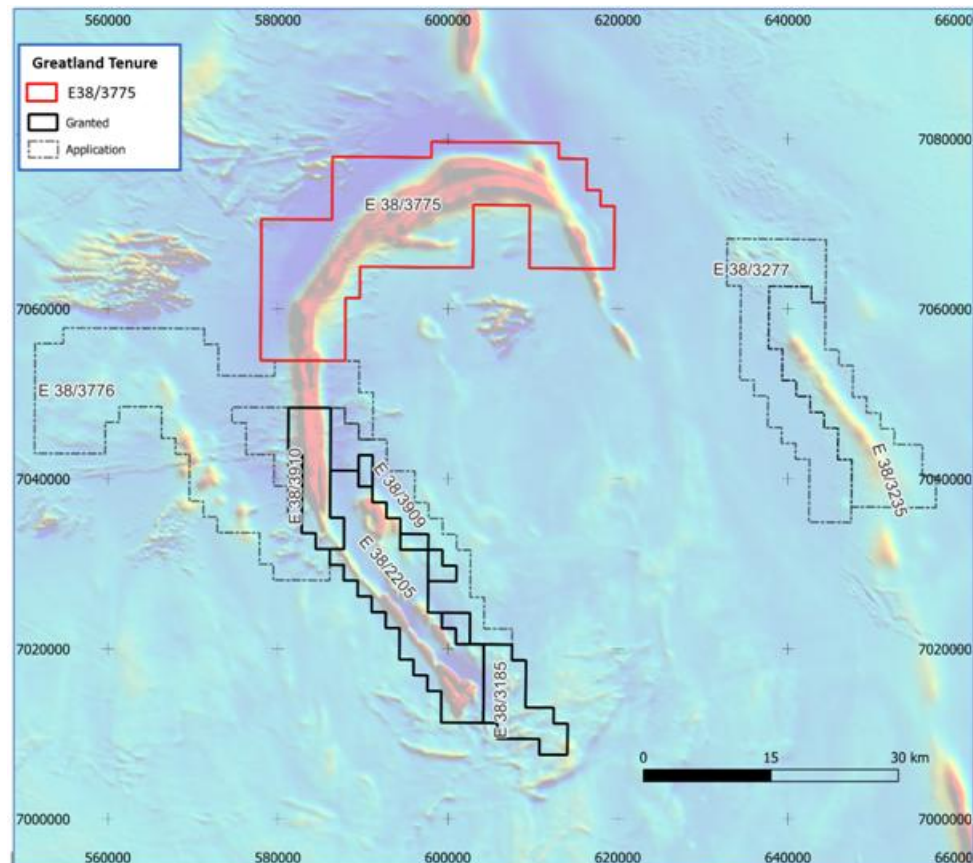 560000 580000 600000 620000 640000 66000
Greatland Tenure
E38/3775
Granted
Application
7080000 7080000
E 38/3775
E 38/3277
7060000 7060000
E 38/3776
E 38/3910
E 38/3909
7040000 7040000
E 38/3235
E 38/2205
7020000 7020000
E 38/3185
0 15 30 km
7000000 7000000
560000 580000 600000 620000 640000 66000